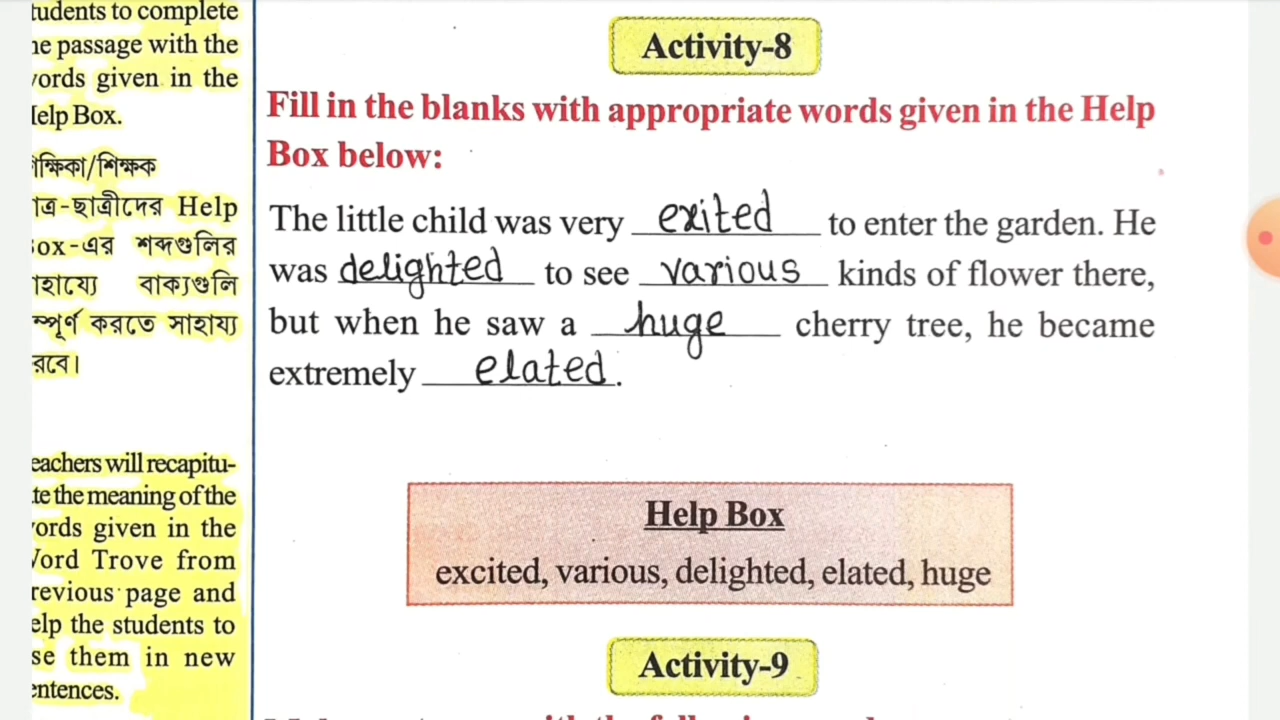 tudents to complete
he passage with the
words given in the
Help Box.
শিক্ষিকা/শিক্ষক
ছাত্র-ছাত্রীদের Help
Box-এর শব্দগুলির
সাহায্যে বাক্যগুলি
সম্পূর্ণ করতে সাহায্য
করবে।
eachers will recapitu-
te the meaning of the
words given in the
Word Trove from
revious page and
elp the students to
se them in new
entences.
Activity-8
Fill in the blanks with appropriate words given in the Help
Box below:
The little child was very exited to enter the garden. He
was delighted to see various kinds of flower there,
but when he saw a huge cherry tree, he became
extremely elated.
Help Box
excited, various, delighted, elated, huge
Activity-9